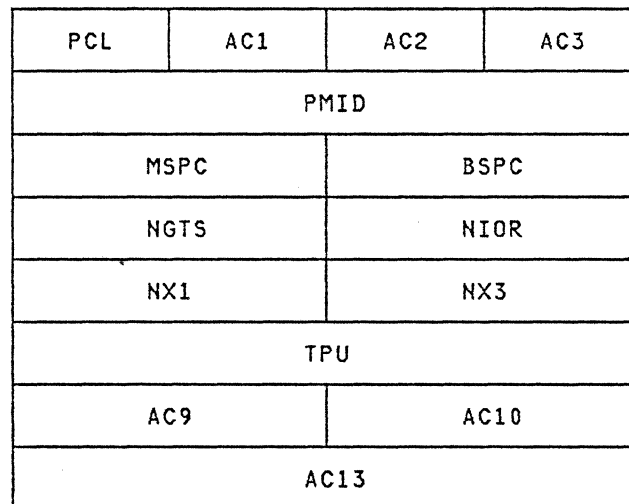 PCL AC1 AC2 AC3
PMID
MSPC BSPC
NGTS NIOR
NX1 NX3
TPU
AC9 AC10
AC13